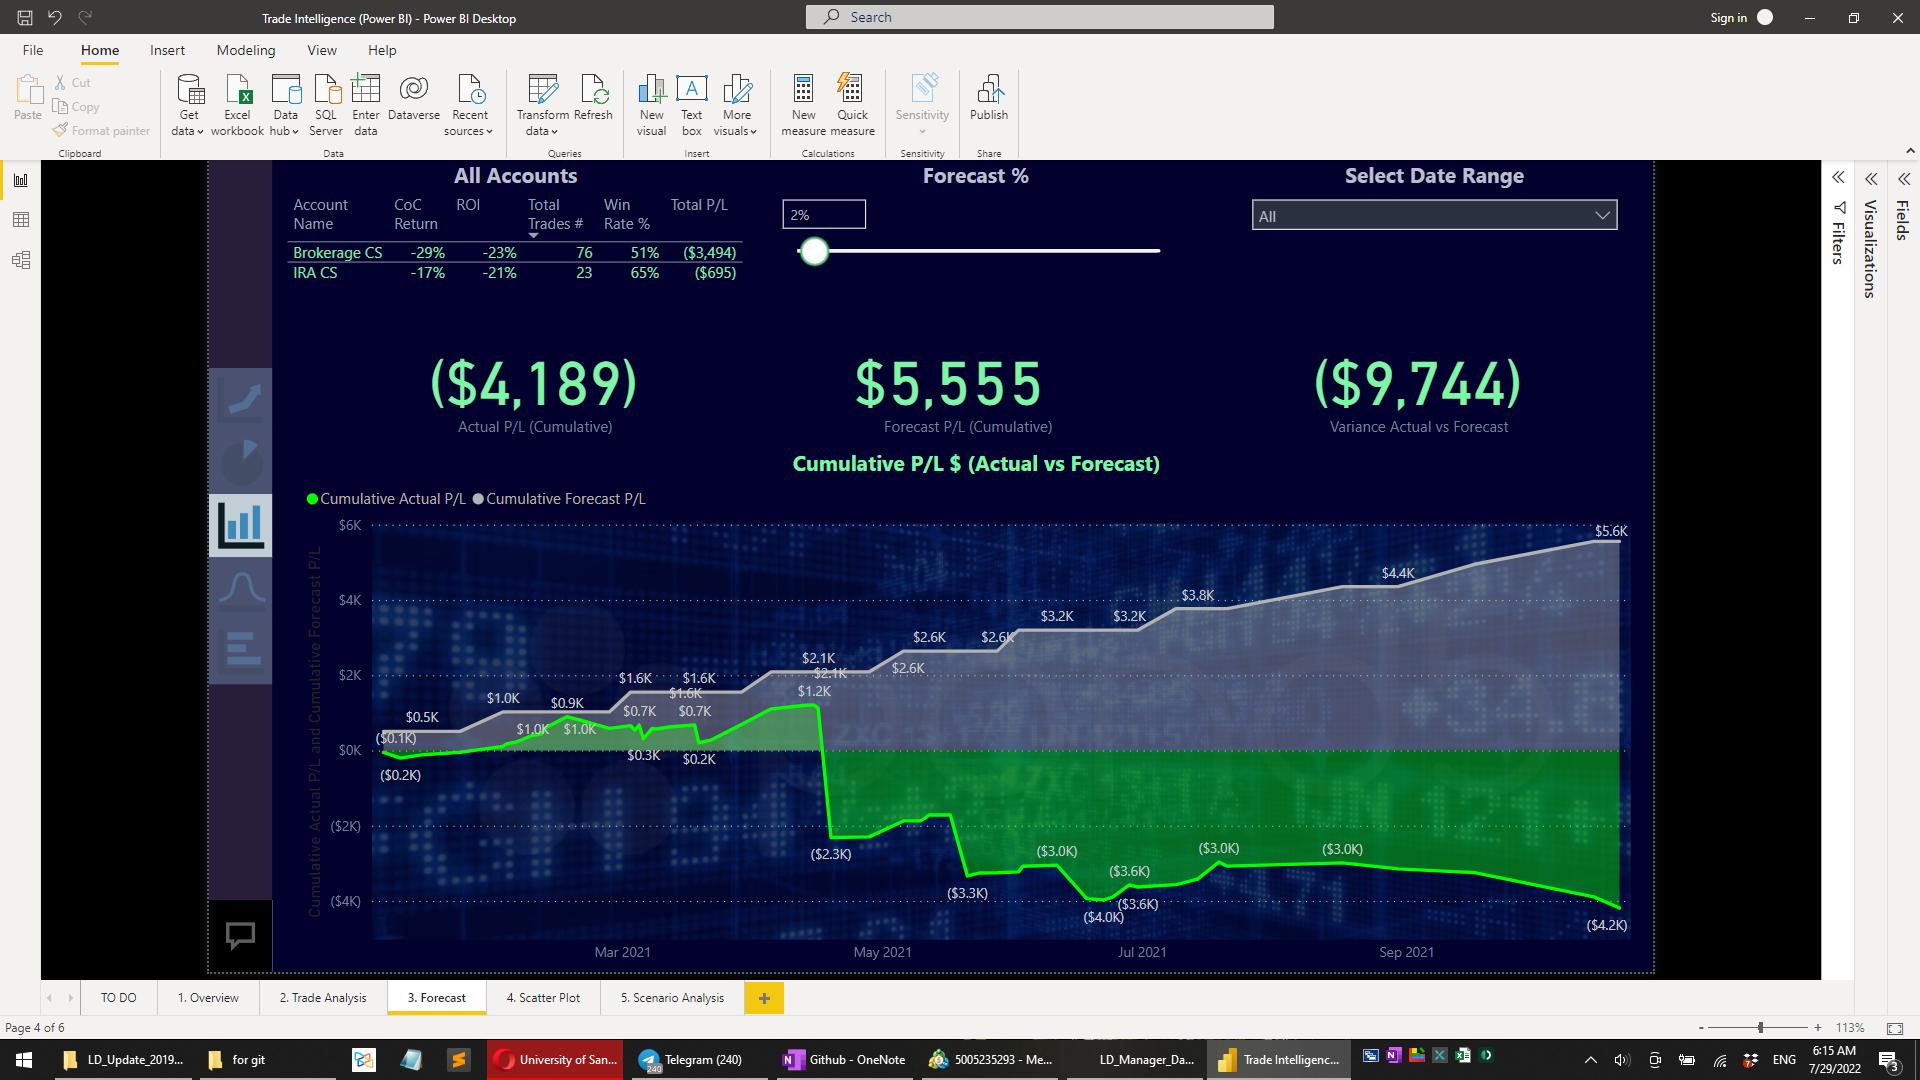 Trade Intelligence (Power BI) - Power BI Desktop
Search
Sign in
File Home Insert Modeling View Help
Paste
Cut
Copy
Format painter
Clipboard
Get data
Excel workbook
Data hub
SQL Server
Enter data
Dataverse
Recent sources
Data
Transform data
Refresh
Queries
New visual
Text box
More visuals
Insert
New measure
Quick measure
Calculations
Sensitivity
Sensitivity
Publish
Share
All Accounts
Account Name CoC Return ROI Total Trades # Win Rate % Total P/L
Brokerage CS -29% -23% 76 51% ($3,494)
IRA CS -17% -21% 23 65% ($695)
Forecast %
2%
Select Date Range
All
Filters
Visualizations
Fields
($4,189)
Actual P/L (Cumulative)
$5,555
Forecast P/L (Cumulative)
($9,744)
Variance Actual vs Forecast
Cumulative P/L $ (Actual vs Forecast)
Cumulative Actual P/L Cumulative Forecast P/L
Cumulative Actual P/L and Cumulative Forecast P/L
$6K
$4K
$2K
$0K
($2K)
($4K)
$0.5K
$1.0K
$0.9K
$1.6K
$1.6K
$1.6K
$2.1K
$2.1K
$2.6K
$2.6K
$2.6K
$3.2K
$3.2K
$3.8K
$4.4K
$5.6K
($0.1K)
($0.2K)
$1.0K
$1.0K
$0.7K
$0.3K
$0.7K
$0.2K
$1.2K
($2.3K)
($3.3K)
($3.0K)
($4.0K)
($3.6K)
($3.6K)
($3.0K)
($3.0K)
($4.2K)
Mar 2021 May 2021 Jul 2021 Sep 2021
TO DO 1. Overview 2. Trade Analysis 3. Forecast 4. Scatter Plot 5. Scenario Analysis +
Page 4 of 6
- + 113%
LD_Update_2019...
for git
University of San...
Telegram (240)
240
Github - OneNote
5005235293 - Me...
LD_Manager_Da...
Trade Intelligenc...
ENG
6:15 AM
7/29/2022
3